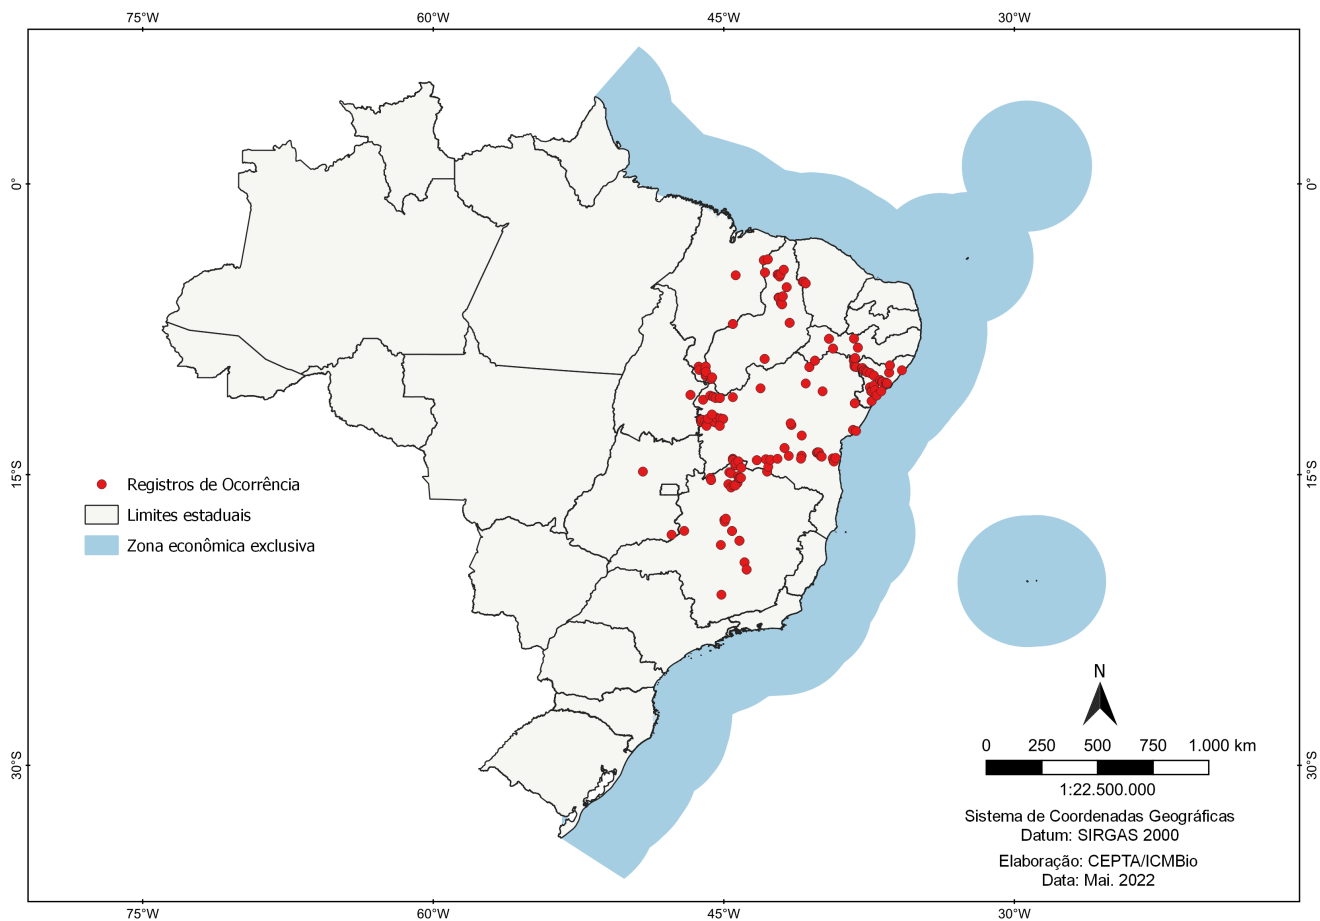 75°W 60°W 45°W 30°W
0° 0°
15°S 15°S
Registros de Ocorrência
Limites estaduais
Zona econômica exclusiva
N
30°S 30°S
0 250 500 750 1.000 km
1:22.500.000
Sistema de Coordenadas Geográficas
Datum: SIRGAS 2000
Elaboração: CEPTA/ICMBio
Data: Mai. 2022
75°W 60°W 45°W 30°W